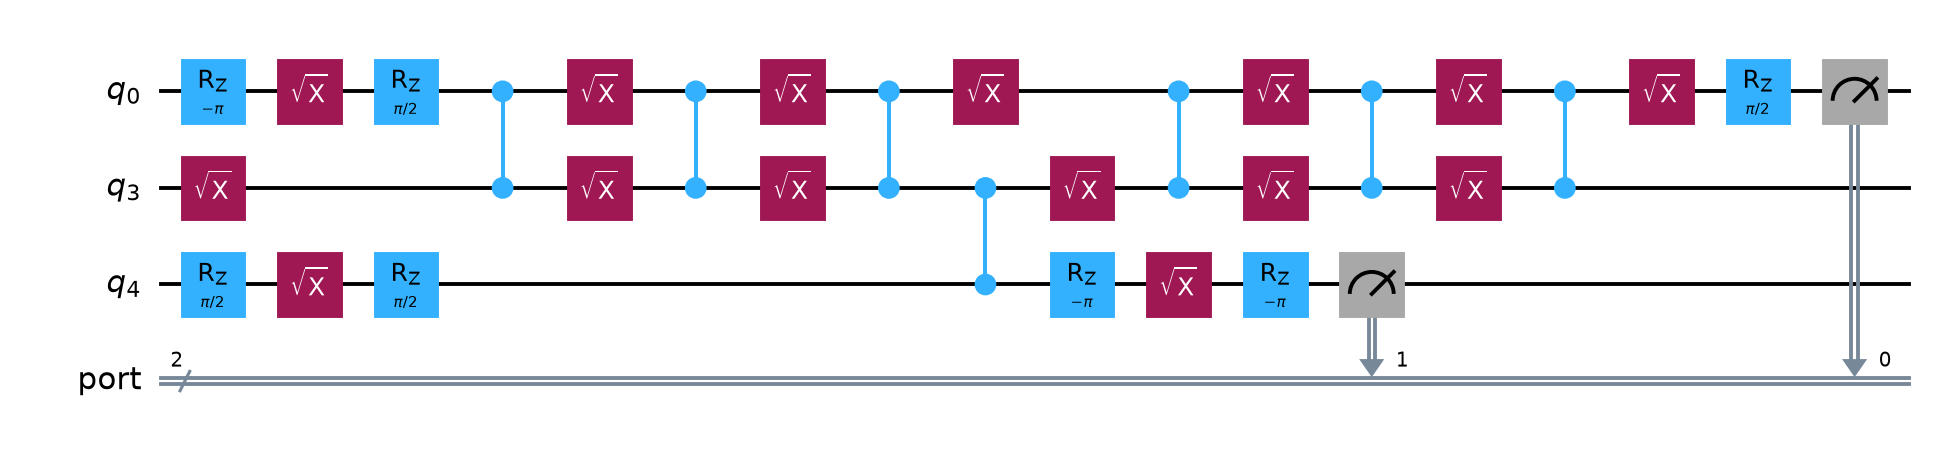 q0 RZ -π √X RZ π/2 √X √X √X √X √X √X RZ π/2
q3 √X √X √X √X √X √X
q4 RZ π/2 √X RZ π/2 RZ -π √X RZ -π
port 2 1 0